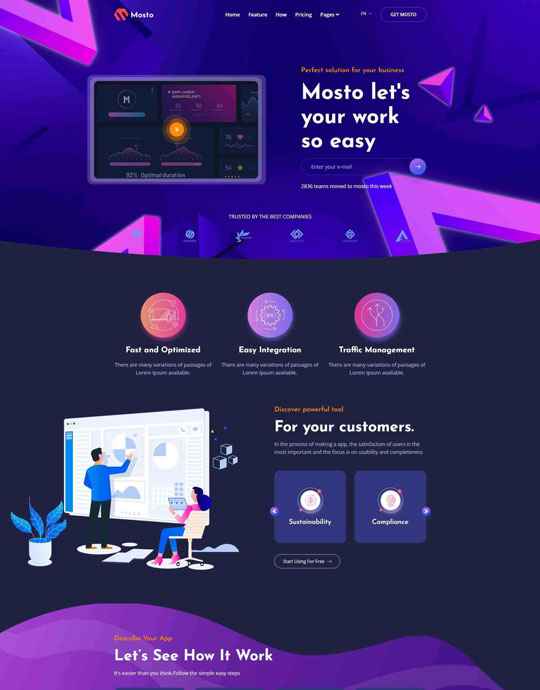 Mosto
Home Feature How Pricing Pages EN GET MOSTO
Perfect solution for your business
Mosto let's
your work
so easy
Enter your e-mail
2836 teams moved to mosto this week
92% Optimal duration
TRUSTED BY THE BEST COMPANIES
Fast and Optimized
There are many variations of passages of
Lorem Ipsum available.
Easy Integration
There are many variations of passages of
Lorem Ipsum available.
Traffic Management
There are many variations of passages of
Lorem Ipsum available.
Discover powerful tool
For your customers.
In the process of making a app, the satisfaction of users is the
most important and the focus is on usability and completeness
Sustainability
Compliance
Start Using For Free
Describe Your App
Let's See How It Work
It's easier than you think.Follow the simple easy steps